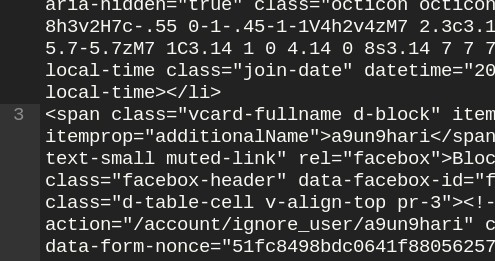 aria-hidden="true" class="octicon octicon
8h3v2H7c-.55 0-1-.45-1-1V4h2v4zM7 2.3c3.1
5.7-5.7zM7 1C3.14 1 0 4.14 0 8s3.14 7 7 7
local-time class="join-date" datetime="20
local-time></li>
3 <span class="vcard-fullname d-block" item
itemprop="additionalName">a9un9hari</span
text-small muted-link" rel="facebox">Bloc
class="facebox-header" data-facebox-id="f
class="d-table-cell v-align-top pr-3"><!-
action="/account/ignore_user/a9un9hari" c
data-form-nonce="51fc8498bdc0641f88056257